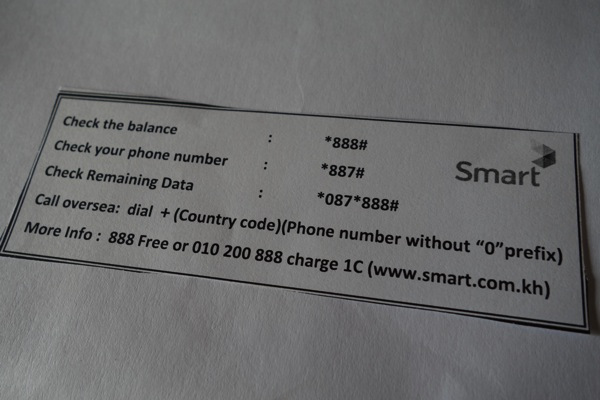 Check the balance : *888#
Check your phone number : *887#
Check Remaining Data : *087*888#
Smart
Call oversea: dial + (Country code)(Phone number without “0”prefix)
More Info : 888 Free or 010 200 888 charge 1C (www.smart.com.kh)